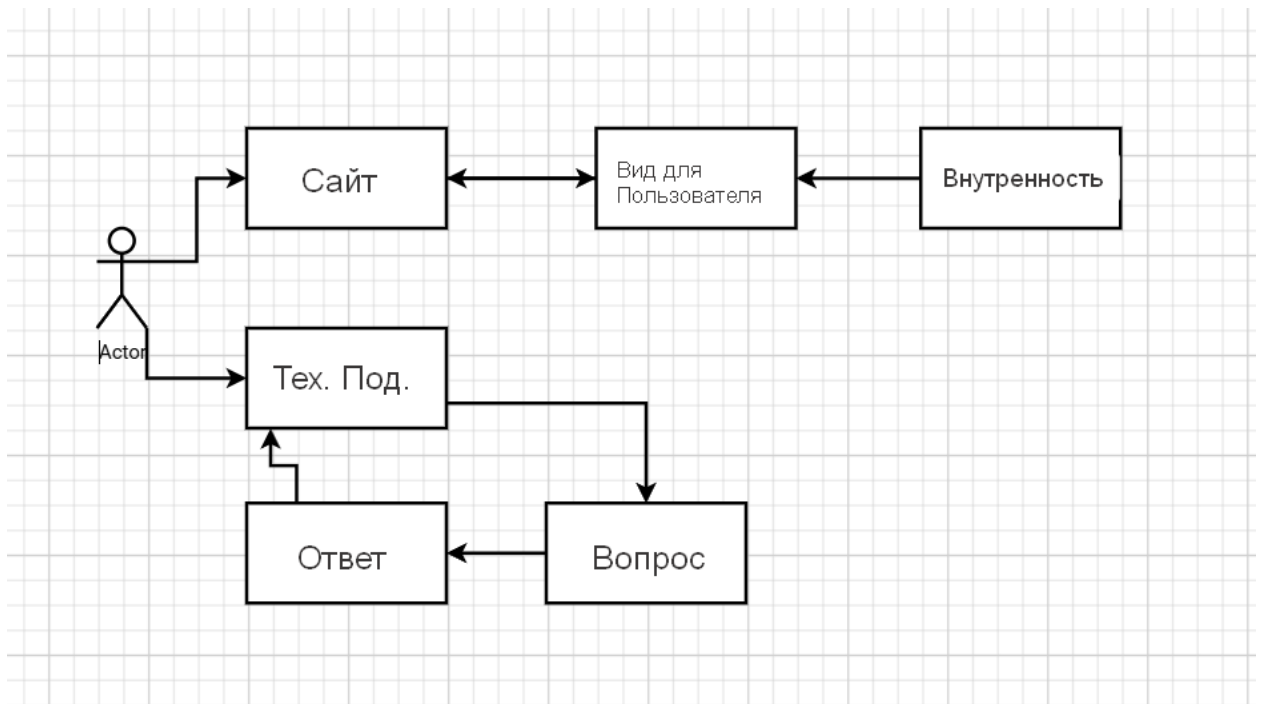 Сайт
Вид для
Пользователя
Внутренность
Actor
Тех. Под.
Ответ
Вопрос